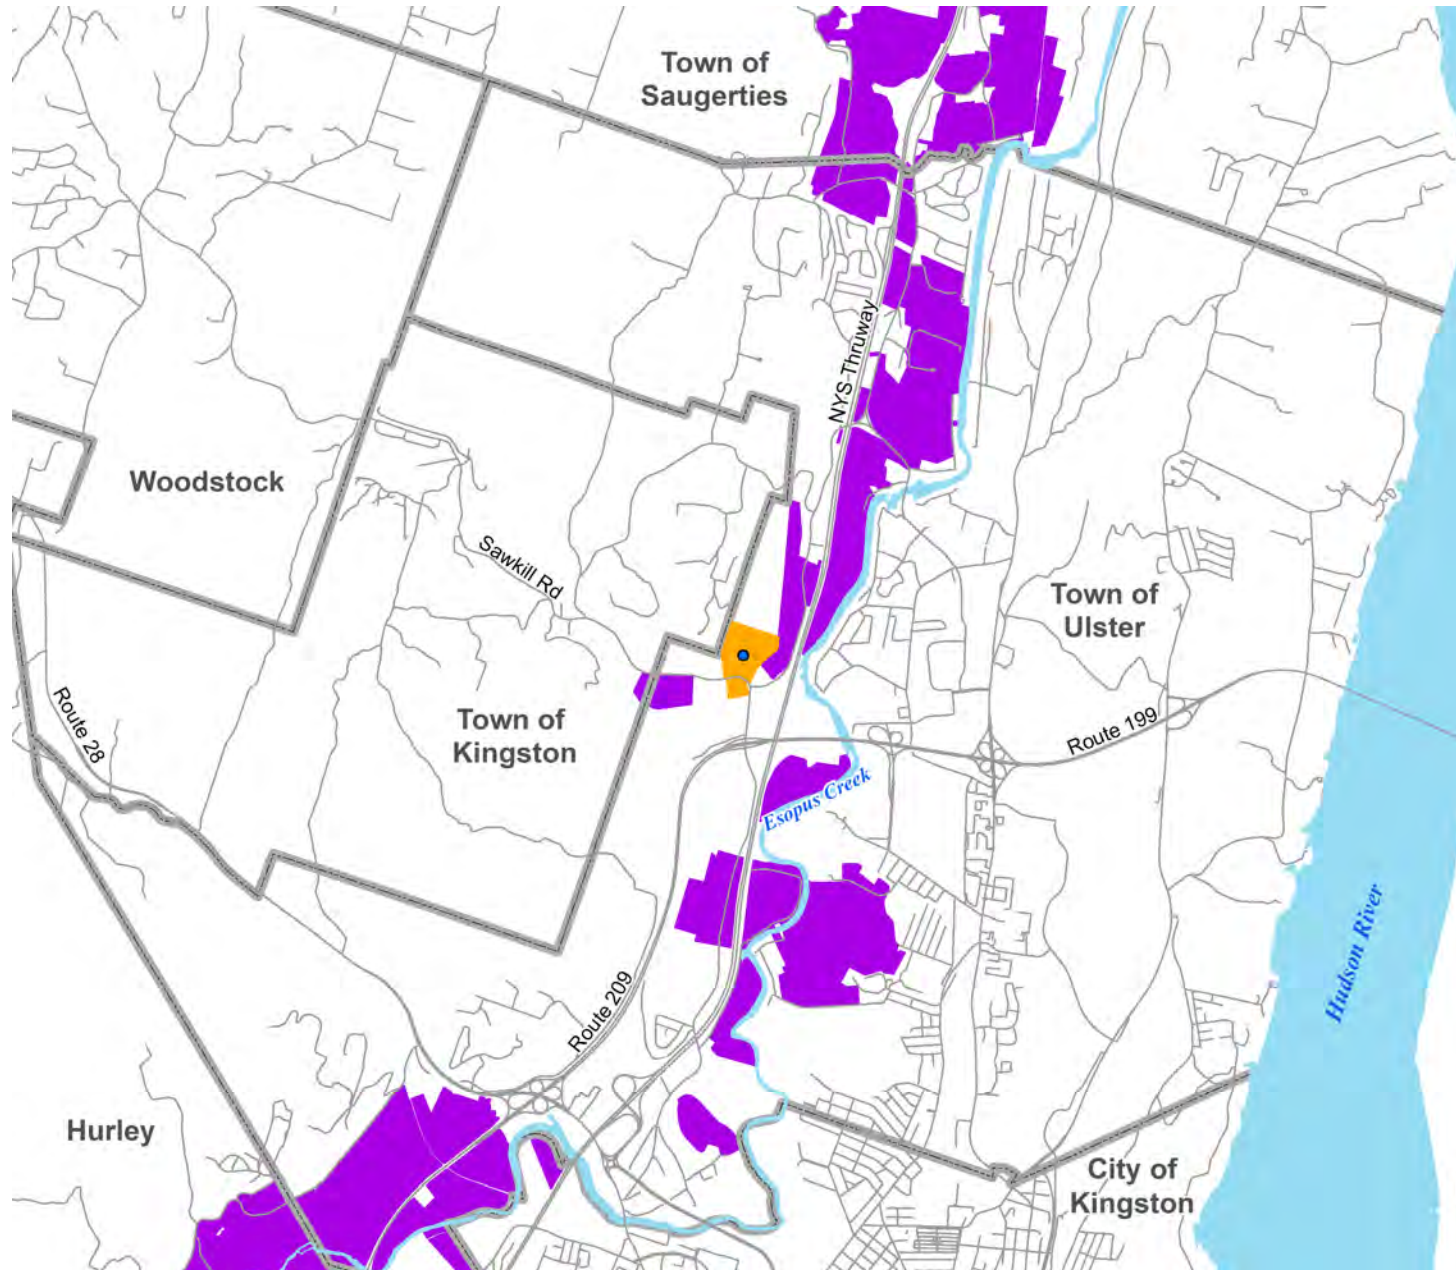 Town of
Saugerties
NYS Thruway
Woodstock
Sawkill Rd
Town of
Ulster
Route 28
Town of
Kingston
Route 199
Esopus Creek
Hudson River
Route 209
Hurley
City of
Kingston